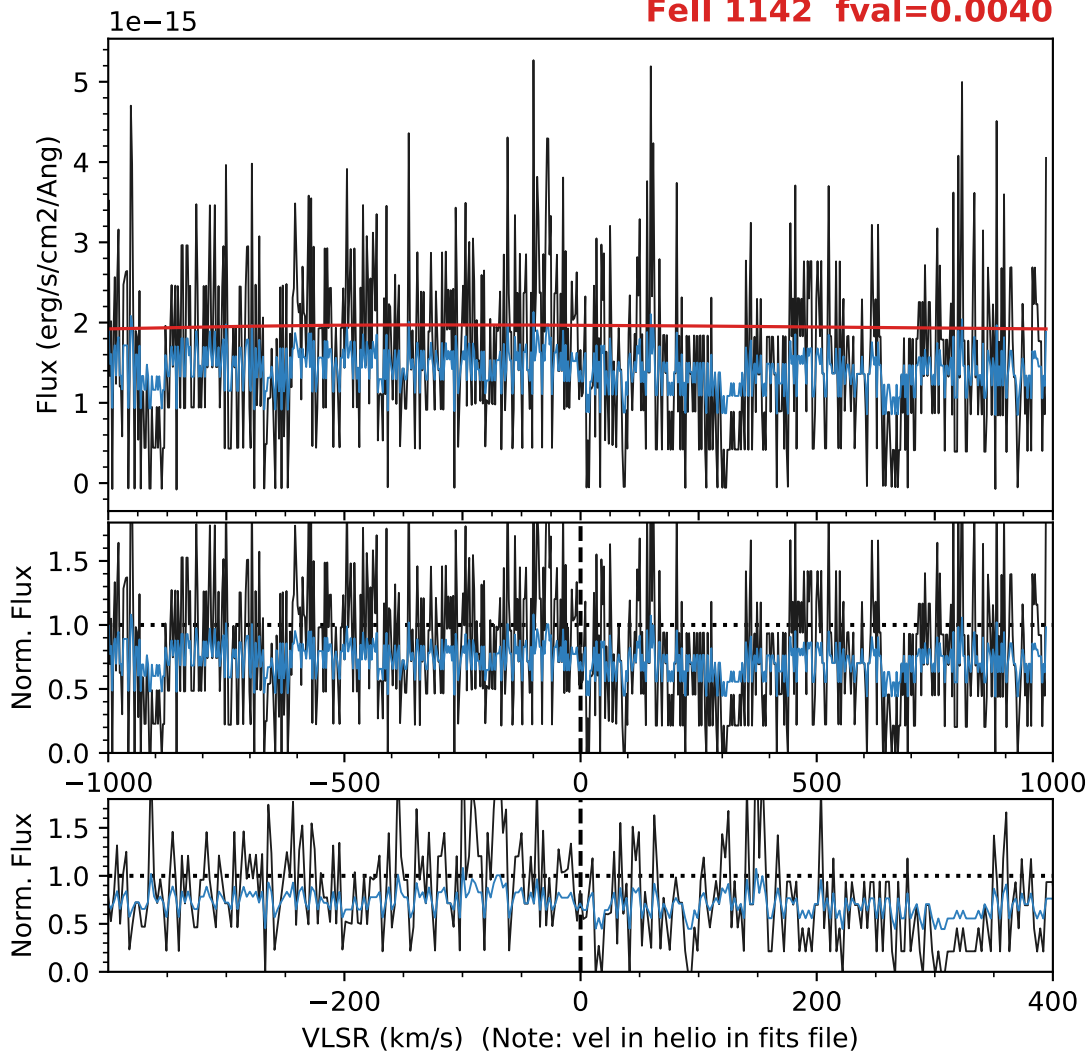 1e−15
FeII 1142 fval=0.0040
5
4
3
2
1
0
Flux (erg/s/cm2/Ang)
1.5
1.0
0.5
0.0
Norm. Flux
−1000 −500 0 500 1000
1.5
1.0
0.5
0.0
Norm. Flux
−200 0 200 400
VLSR (km/s) (Note: vel in helio in fits file)